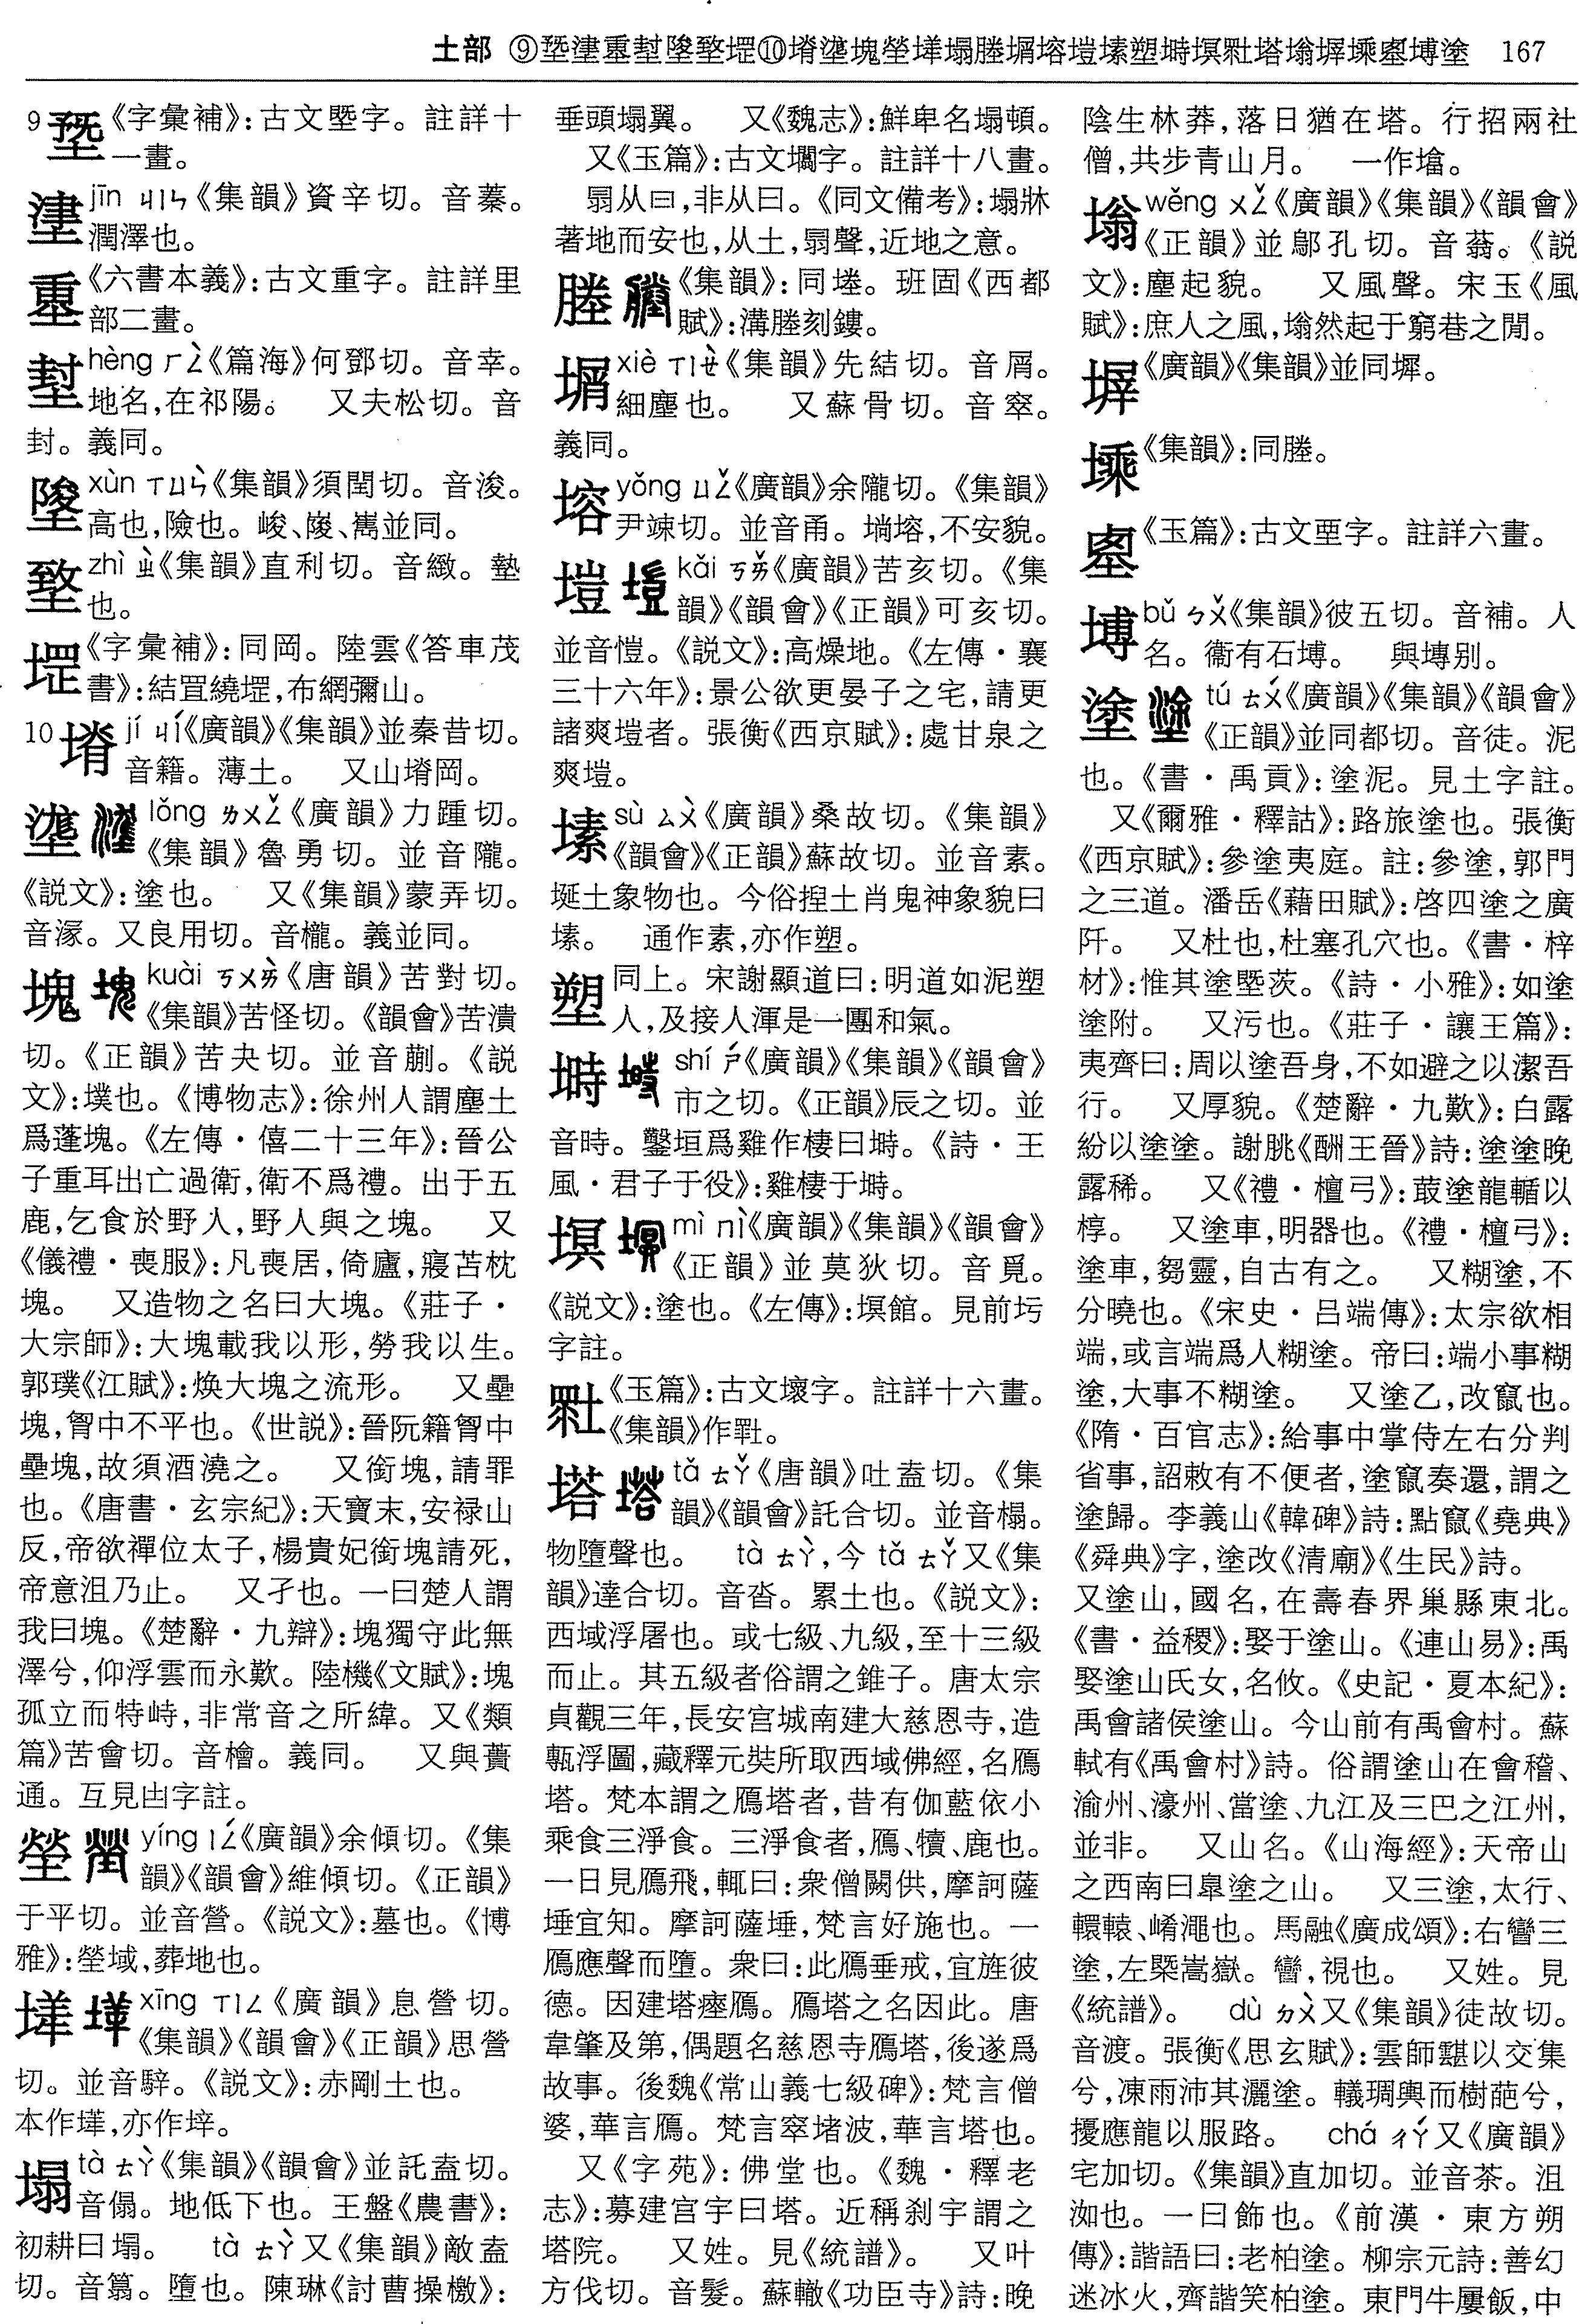 土部 ⑨堊𡌨𡍺𡎈𡎓墾堽⑩塉塣塊塋垟塌塍塮塎塏塐塑塒塓𡐦塔塕墀塖𡎫塼塗 167
《字彙補》:古文墍字。註詳十
一畫。
jīn ㄐㄧㄣ《集韻》資辛切。音蓁。
潤澤也。
《六書本義》:古文重字。註詳里
部二畫。
hèng ㄏㄥˋ《篇海》何鄧切。音幸。
地名,在祁陽。 又夫松切。音
封。義同。
xùn ㄒㄩㄣˋ《集韻》須閏切。音浚。
高也,險也。峻、㕙、嶲並同。
zhì ㄓˋ《集韻》直利切。音緻。墊
也。
堽《字彙補》:同岡。陸雲《答車茂
書》:結罝繞堽,布網彌山。
10 塉 jí ㄐㄧˊ《廣韻》《集韻》並秦昔切。
音籍。薄土。 又山塉岡。
lǒng ㄌㄨㄥˇ《廣韻》力踵切。
《集韻》魯勇切。並音隴。
《説文》:塗也。 又《集韻》蒙弄切。
音濛。又良用切。音櫳。義並同。
塊 kuài ㄎㄨㄞˋ《唐韻》苦對切。
《集韻》苦怪切。《韻會》苦潰
切。《正韻》苦夬切。並音蒯。《説
文》:墣也。《博物志》:徐州人謂塵土
爲蓬塊。《左傳·僖二十三年》:晉公
子重耳出亡過衛,衛不爲禮。出于五
鹿,乞食於野人,野人與之塊。 又
《儀禮·喪服》:凡喪居,倚廬,寢苫枕
塊。 又造物之名曰大塊。《莊子·
大宗師》:大塊載我以形,勞我以生。
郭璞《江賦》:煥大塊之流形。 又壘
塊,胷中不平也。《世説》:晉阮籍胷中
壘塊,故須酒澆之。 又銜塊,請罪
也。《唐書·玄宗紀》:天寶末,安禄山
反,帝欲禪位太子,楊貴妃銜塊請死,
帝意沮乃止。 又孑也。一曰楚人謂
我曰塊。《楚辭·九辯》:塊獨守此無
澤兮,仰浮雲而永歎。陸機《文賦》:塊
孤立而特峙,非常音之所緯。又《類
篇》苦會切。音檜。義同。 又與蕢
通。互見凷字註。
塋 yíng ㄧㄥˊ《廣韻》余傾切。《集
韻》《韻會》維傾切。《正韻》
于平切。並音營。《説文》:墓也。《博
雅》:塋域,葬地也。
xīng ㄒㄧㄥ《廣韻》息營切。
《集韻》《韻會》《正韻》思營
切。並音騂。《説文》:赤剛土也。
本作墷,亦作垶。
塌 tà ㄊㄚˋ《集韻》《韻會》並託盍切。
音傝。地低下也。王盤《農書》:
初耕曰塌。 tà ㄊㄚˋ又《集韻》敵盍
切。音䈳。墮也。陳琳《討曹操檄》:
垂頭塌翼。 又《魏志》:鮮卑名塌頓。
又《玉篇》:古文壛字。註詳十八畫。
㬱从冃,非从曰。《同文備考》:塌牀
著地而安也,从土,㬱聲,近地之意。
塍《集韻》:同堘。班固《西都
賦》:溝塍刻鏤。
塮 xiè ㄒㄧㄝˋ《集韻》先結切。音屑。
細塵也。 又蘇骨切。音窣。
義同。
塎 yǒng ㄩㄥˇ《廣韻》余隴切。《集韻》
尹竦切。並音甬。塎塎,不安貌。
塏 kǎi ㄎㄞˇ《廣韻》苦亥切。《集
韻》《韻會》《正韻》可亥切。
並音愷。《説文》:高燥地。《左傳·襄
三十六年》:景公欲更晏子之宅,請更
諸爽塏者。張衡《西京賦》:處甘泉之
爽塏。
塐 sù ㄙㄨˋ《廣韻》桑故切。《集韻》
《韻會》《正韻》蘇故切。並音素。
埏土象物也。今俗捏土肖鬼神象貌曰
塐。 通作素,亦作塑。
塑 同上。宋謝顯道曰:明道如泥塑
人,及接人渾是一團和氣。
塒 shí ㄕˊ《廣韻》《集韻》《韻會》
市之切。《正韻》辰之切。並
音時。鑿垣爲雞作棲曰塒。《詩·王
風·君子于役》:雞棲于塒。
塓 mì ㄇㄧˋ《廣韻》《集韻》《韻會》
《正韻》並莫狄切。音覓。
《説文》:塗也。《左傳》:塓館。見前圬
字註。
《玉篇》:古文壞字。註詳十六畫。
《集韻》作𡐦。
塔 tǎ ㄊㄚˇ《唐韻》吐盍切。《集
韻》《韻會》託合切。並音榻。
物墮聲也。 tà ㄊㄚˋ,今 tǎ ㄊㄚˇ又《集
韻》達合切。音沓。累土也。《説文》:
西域浮屠也。或七級、九級,至十三級
而止。其五級者俗謂之錐子。唐太宗
貞觀三年,長安宫城南建大慈恩寺,造
甎浮圖,藏釋元奘所取西域佛經,名鴈
塔。梵本謂之鴈塔者,昔有伽藍依小
乘食三淨食。三淨食者,鴈、犢、鹿也。
一日見鴈飛,輒曰:衆僧闕供,摩訶薩
埵宜知。摩訶薩埵,梵言好施也。一
鴈應聲而墮。衆曰:此鴈垂戒,宜旌彼
德。因建塔瘞鴈。鴈塔之名因此。唐
韋肇及第,偶題名慈恩寺鴈塔,後遂爲
故事。後魏《常山義七級碑》:梵言僧
婆,華言鴈。梵言窣堵波,華言塔也。
又《字苑》:佛堂也。《魏·釋老
志》:募建宫宇曰塔。近稱刹宇謂之
塔院。 又姓。見《統譜》。 又叶
方伐切。音髮。蘇轍《功臣寺》詩:晚
陰生林莽,落日猶在塔。行招兩社
僧,共步青山月。 一作墖。
塕 wěng ㄨㄥˇ《廣韻》《集韻》《韻會》
《正韻》並鄔孔切。音蓊。《説
文》:塵起貌。 又風聲。宋玉《風
賦》:庶人之風,塕然起于窮巷之閒。
《廣韻》《集韻》並同墀。
塖《集韻》:同塍。
《玉篇》:古文垔字。註詳六畫。
bǔ ㄅㄨˇ《集韻》彼五切。音補。人
名。衞有石塼。 與塼别。
塗 tú ㄊㄨˊ《廣韻》《集韻》《韻會》
《正韻》並同都切。音徒。泥
也。《書·禹貢》:塗泥。見土字註。
又《爾雅·釋詁》:路旅塗也。張衡
《西京賦》:參塗夷庭。註:參塗,郭門
之三道。潘岳《藉田賦》:啓四塗之廣
阡。 又杜也,杜塞孔穴也。《書·梓
材》:惟其塗墍茨。《詩·小雅》:如塗
塗附。 又污也。《莊子·讓王篇》:
夷齊曰:周以塗吾身,不如避之以潔吾
行。 又厚貌。《楚辭·九歎》:白露
紛以塗塗。謝朓《酬王晉》詩:塗塗晚
露稀。 又《禮·檀弓》:菆塗龍輴以
椁。 又塗車,明器也。《禮·檀弓》:
塗車,芻靈,自古有之。 又糊塗,不
分曉也。《宋史·吕端傳》:太宗欲相
端,或言端爲人糊塗。帝曰:端小事糊
塗,大事不糊塗。 又塗乙,改竄也。
《隋·百官志》:給事中掌侍左右分判
省事,詔敕有不便者,塗竄奏還,謂之
塗歸。李義山《韓碑》詩:點竄《堯典》
《舜典》字,塗改《清廟》《生民》詩。
又塗山,國名,在壽春界巢縣東北。
《書·益稷》:娶于塗山。《連山易》:禹
娶塗山氏女,名攸。《史記·夏本紀》:
禹會諸侯塗山。今山前有禹會村。蘇
軾有《禹會村》詩。俗謂塗山在會稽、
渝州、濠州、當塗、九江及三巴之江州,
並非。 又山名。《山海經》:天帝山
之西南曰臯塗之山。 又三塗,太行、
轘轅、崤澠也。馬融《廣成頌》:右矕三
塗,左槩嵩嶽。矕,視也。 又姓。見
《統譜》。 dù ㄉㄨˋ又《集韻》徒故切。
音渡。張衡《思玄賦》:雲師䨴以交集
兮,凍雨沛其灑塗。轙琱輿而樹葩兮,
擾應龍以服路。 chá ㄔㄚˊ又《廣韻》
宅加切。《集韻》直加切。並音茶。沮
洳也。一曰飾也。《前漢·東方朔
傳》:諧語曰:老柏塗。柳宗元詩:善幻
迷冰火,齊諧笑柏塗。東門牛屢飯,中